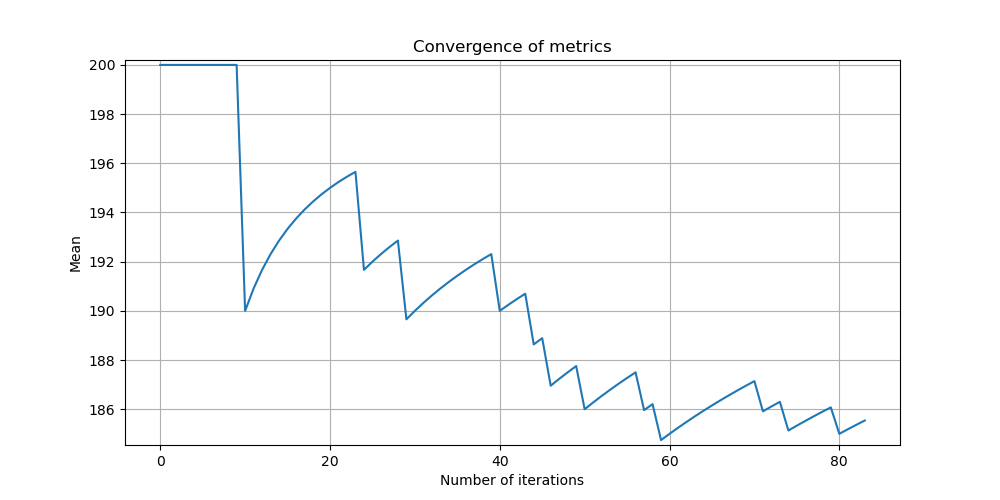 Convergence of metrics
200
198
196
194
192
190
188
186
Mean
0 20 40 60 80
Number of iterations